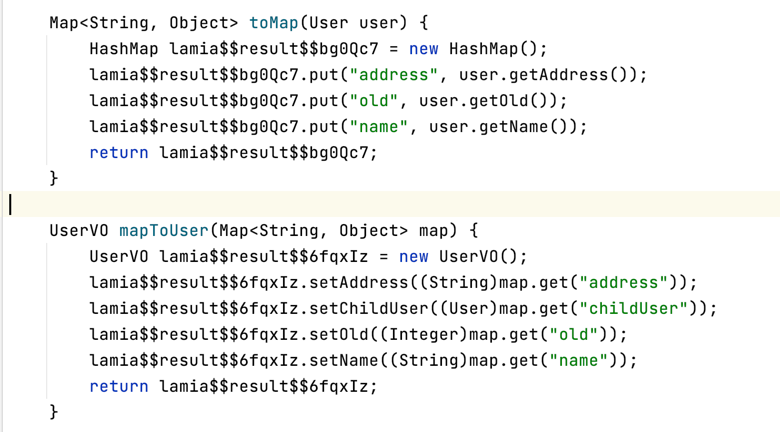 Map<String, Object> toMap(User user) {
HashMap lamia$$result$$bg0Qc7 = new HashMap();
lamia$$result$$bg0Qc7.put("address", user.getAddress());
lamia$$result$$bg0Qc7.put("old", user.getOld());
lamia$$result$$bg0Qc7.put("name", user.getName());
return lamia$$result$$bg0Qc7;
}
UserVO mapToUser(Map<String, Object> map) {
UserVO lamia$$result$$6fqxIz = new UserVO();
lamia$$result$$6fqxIz.setAddress((String)map.get("address"));
lamia$$result$$6fqxIz.setChildUser((User)map.get("childUser"));
lamia$$result$$6fqxIz.setOld((Integer)map.get("old"));
lamia$$result$$6fqxIz.setName((String)map.get("name"));
return lamia$$result$$6fqxIz;
}